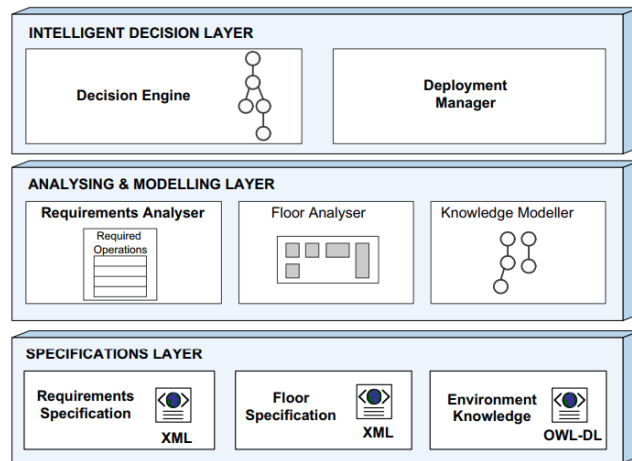 INTELLIGENT DECISION LAYER
Decision Engine
Deployment
Manager
ANALYSING & MODELLING LAYER
Requirements Analyser
Required
Operations
Floor Analyser
Knowledge Modeller
SPECIFICATIONS LAYER
Requirements
Specification
XML
Floor
Specification
XML
Environment
Knowledge
OWL-DL